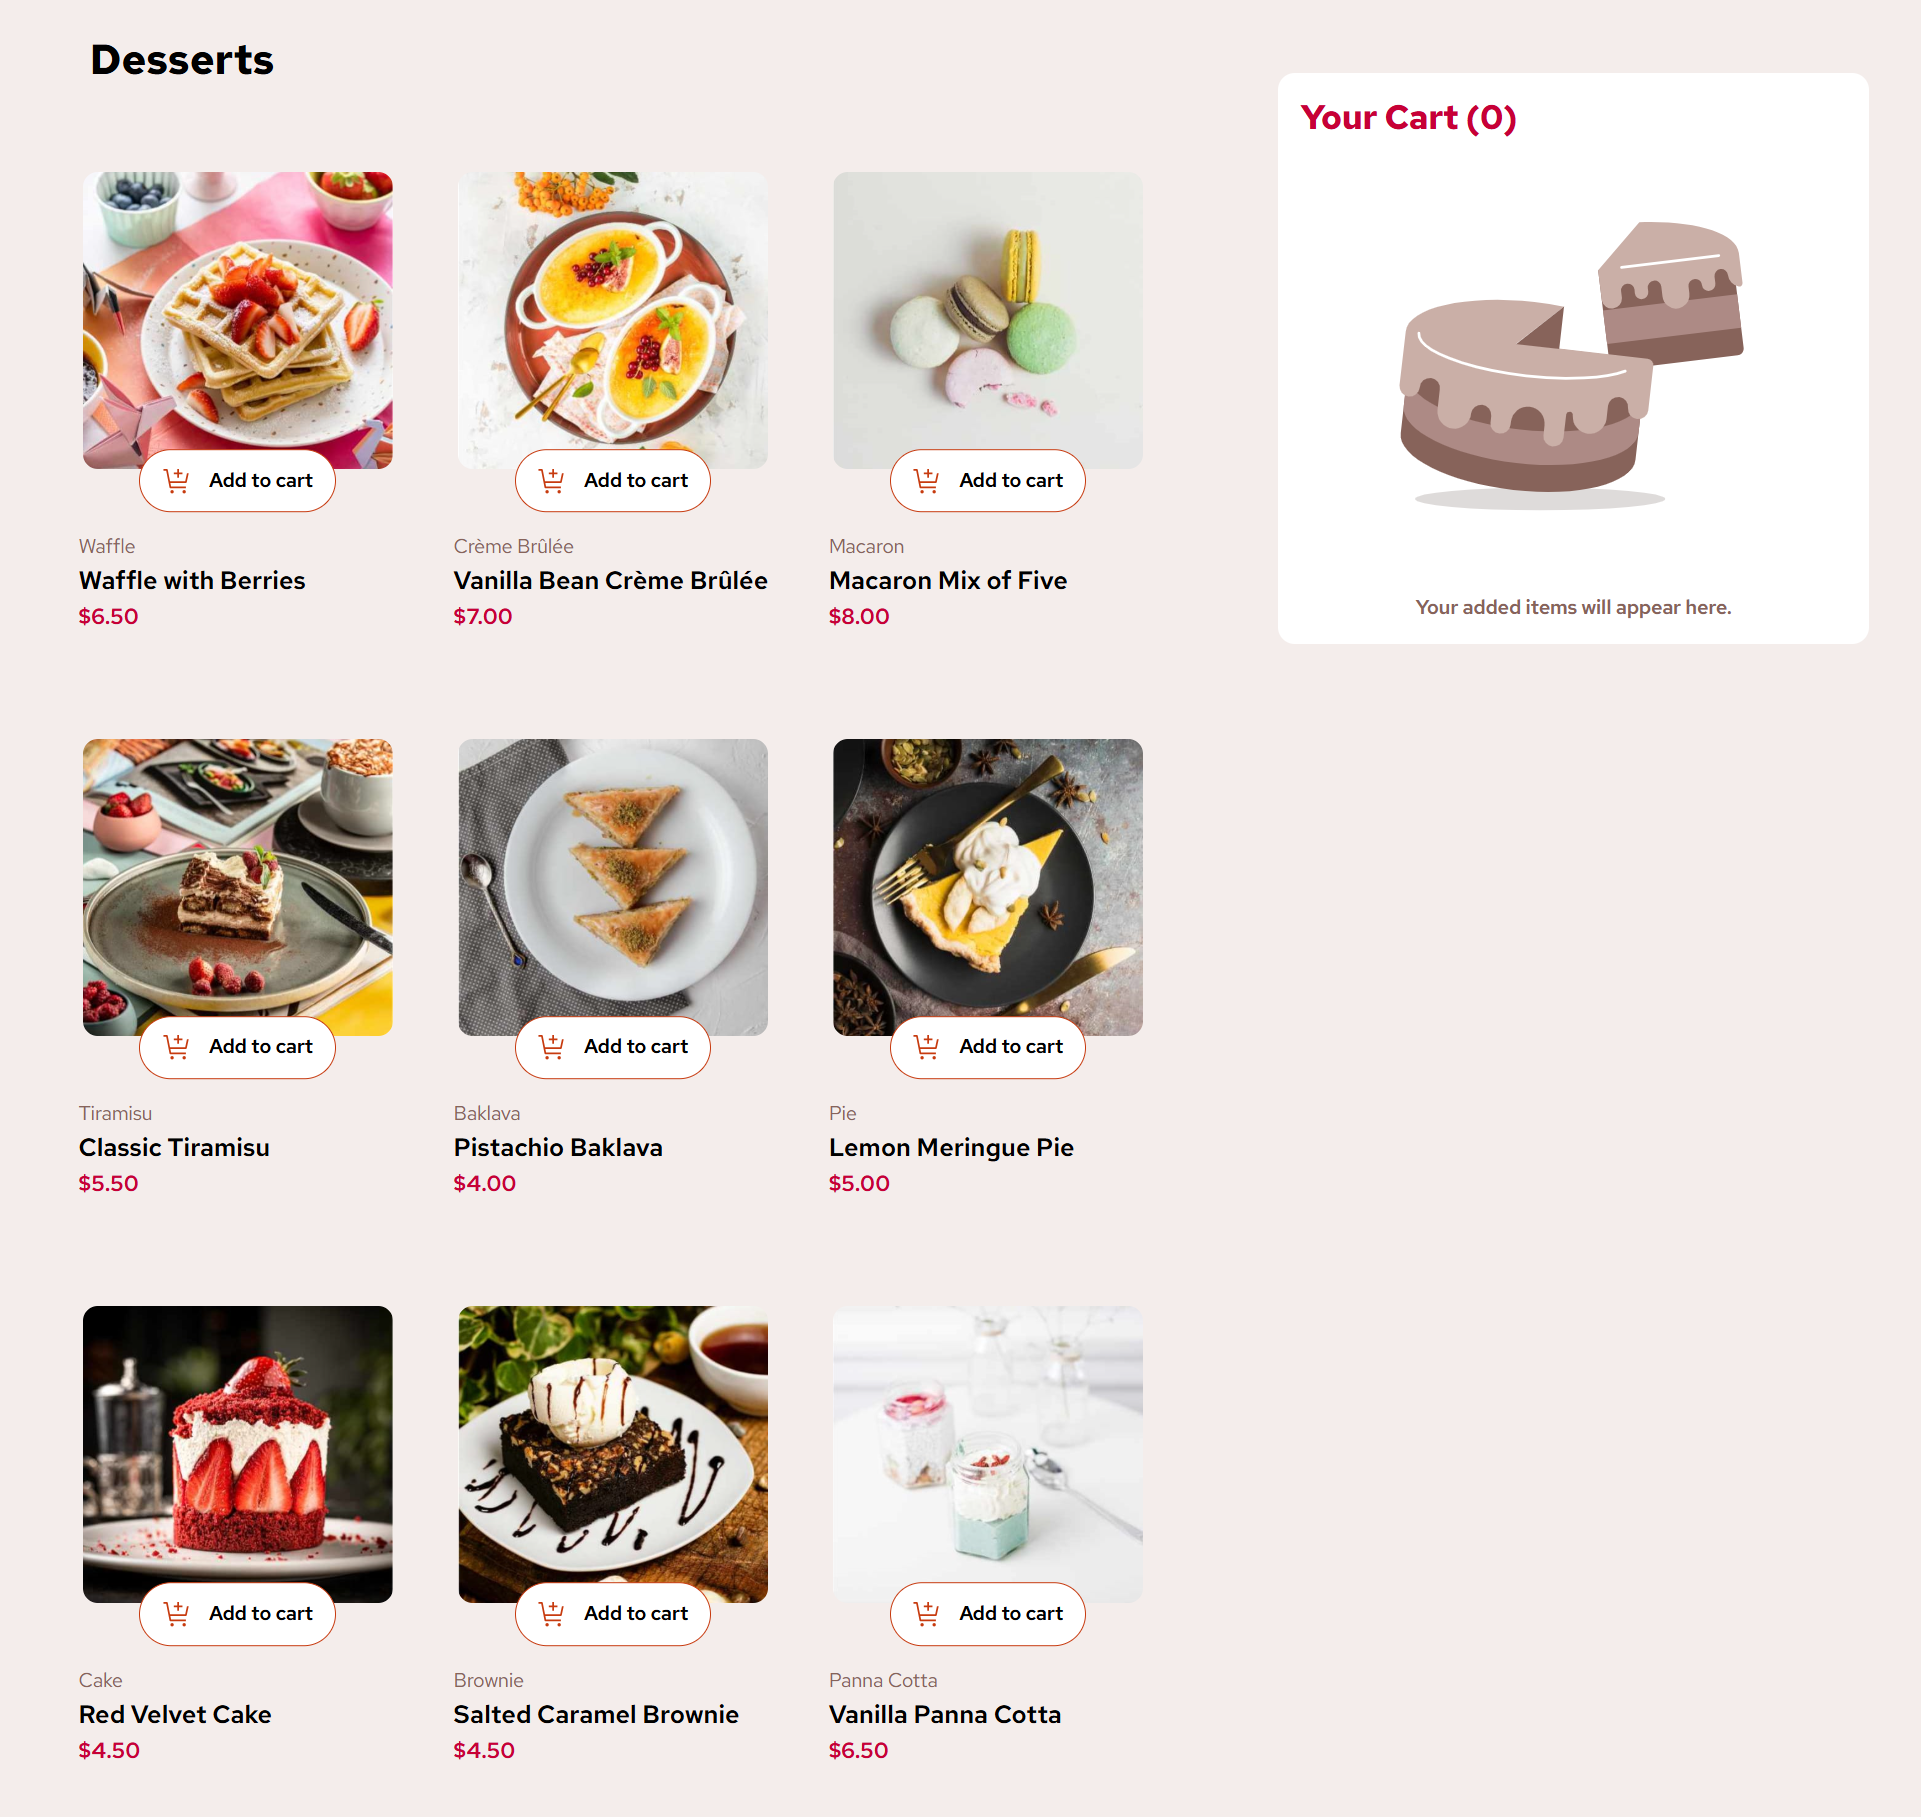 Desserts
Your Cart (0)
Your added items will appear here.
Add to cart
Waffle
Waffle with Berries
$6.50
Add to cart
Crème Brûlée
Vanilla Bean Crème Brûlée
$7.00
Add to cart
Macaron
Macaron Mix of Five
$8.00
Add to cart
Tiramisu
Classic Tiramisu
$5.50
Add to cart
Baklava
Pistachio Baklava
$4.00
Add to cart
Pie
Lemon Meringue Pie
$5.00
Add to cart
Cake
Red Velvet Cake
$4.50
Add to cart
Brownie
Salted Caramel Brownie
$4.50
Add to cart
Panna Cotta
Vanilla Panna Cotta
$6.50